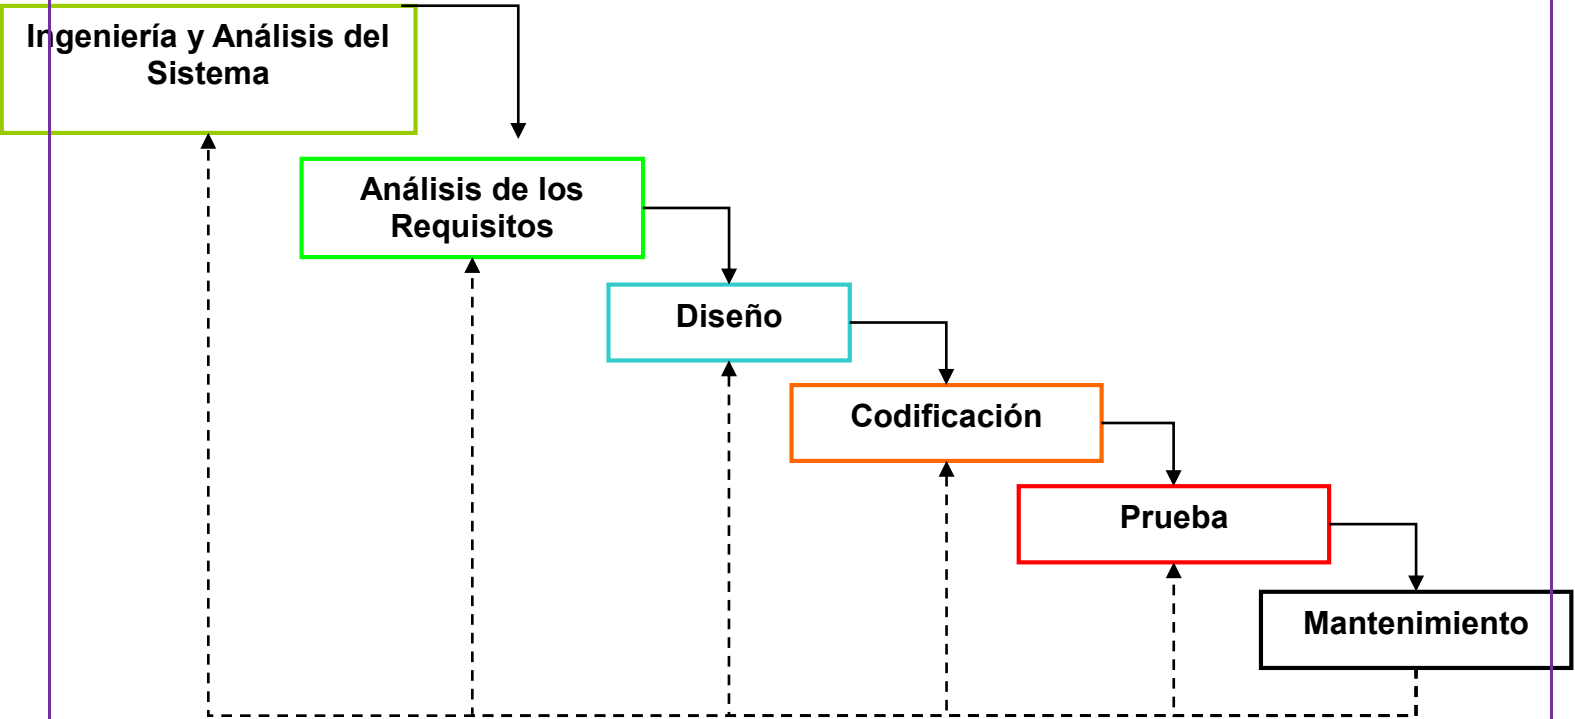 Ingeniería y Análisis del
Sistema
Análisis de los
Requisitos
Diseño
Codificación
Prueba
Mantenimiento